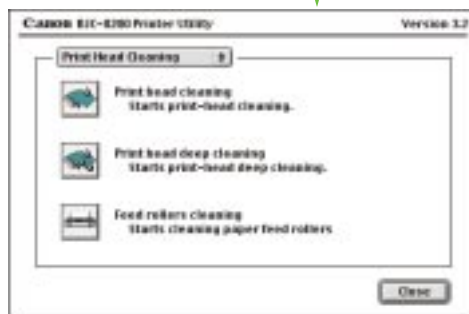 Canon BJC-8200 Printer Utility Version 3.2
Print Head Cleaning
Print head cleaning
Starts print-head cleaning.
Print head deep cleaning
Starts print-head deep cleaning.
Feed rollers cleaning
Starts cleaning paper feed rollers
Close